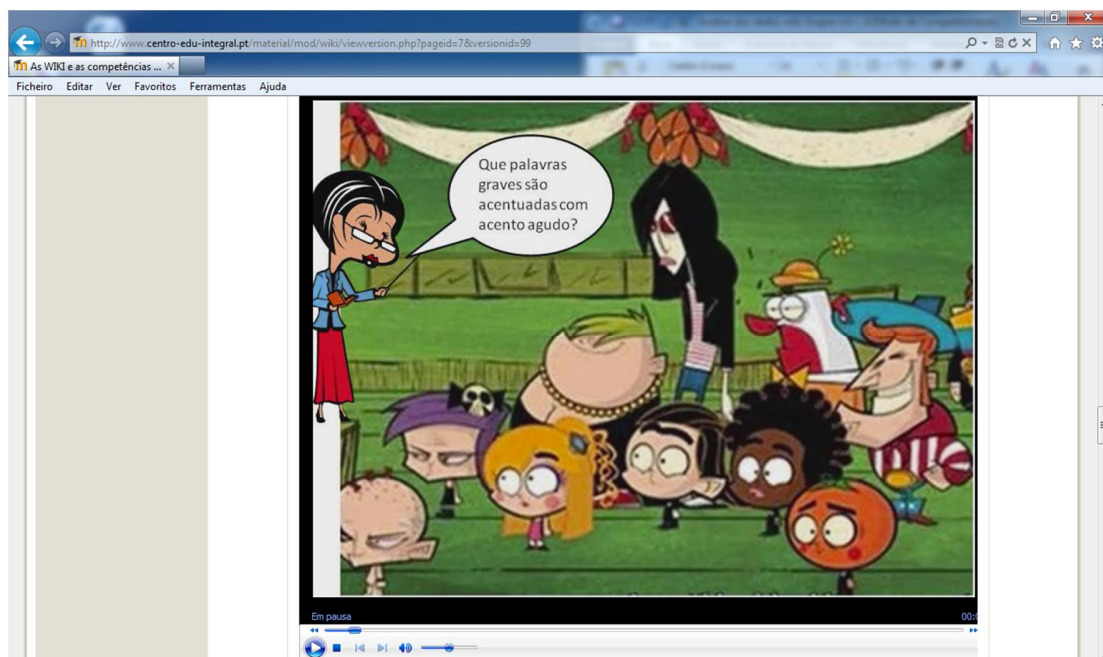 http://www.centro-edu-integral.pt/material/mod/wiki/viewversion.php?pageid=7&versionid=99
As WIKI e as competências ...
Ficheiro Editar Ver Favoritos Ferramentas Ajuda
Que palavras
graves são
acentuadas com
acento agudo?
Em pausa